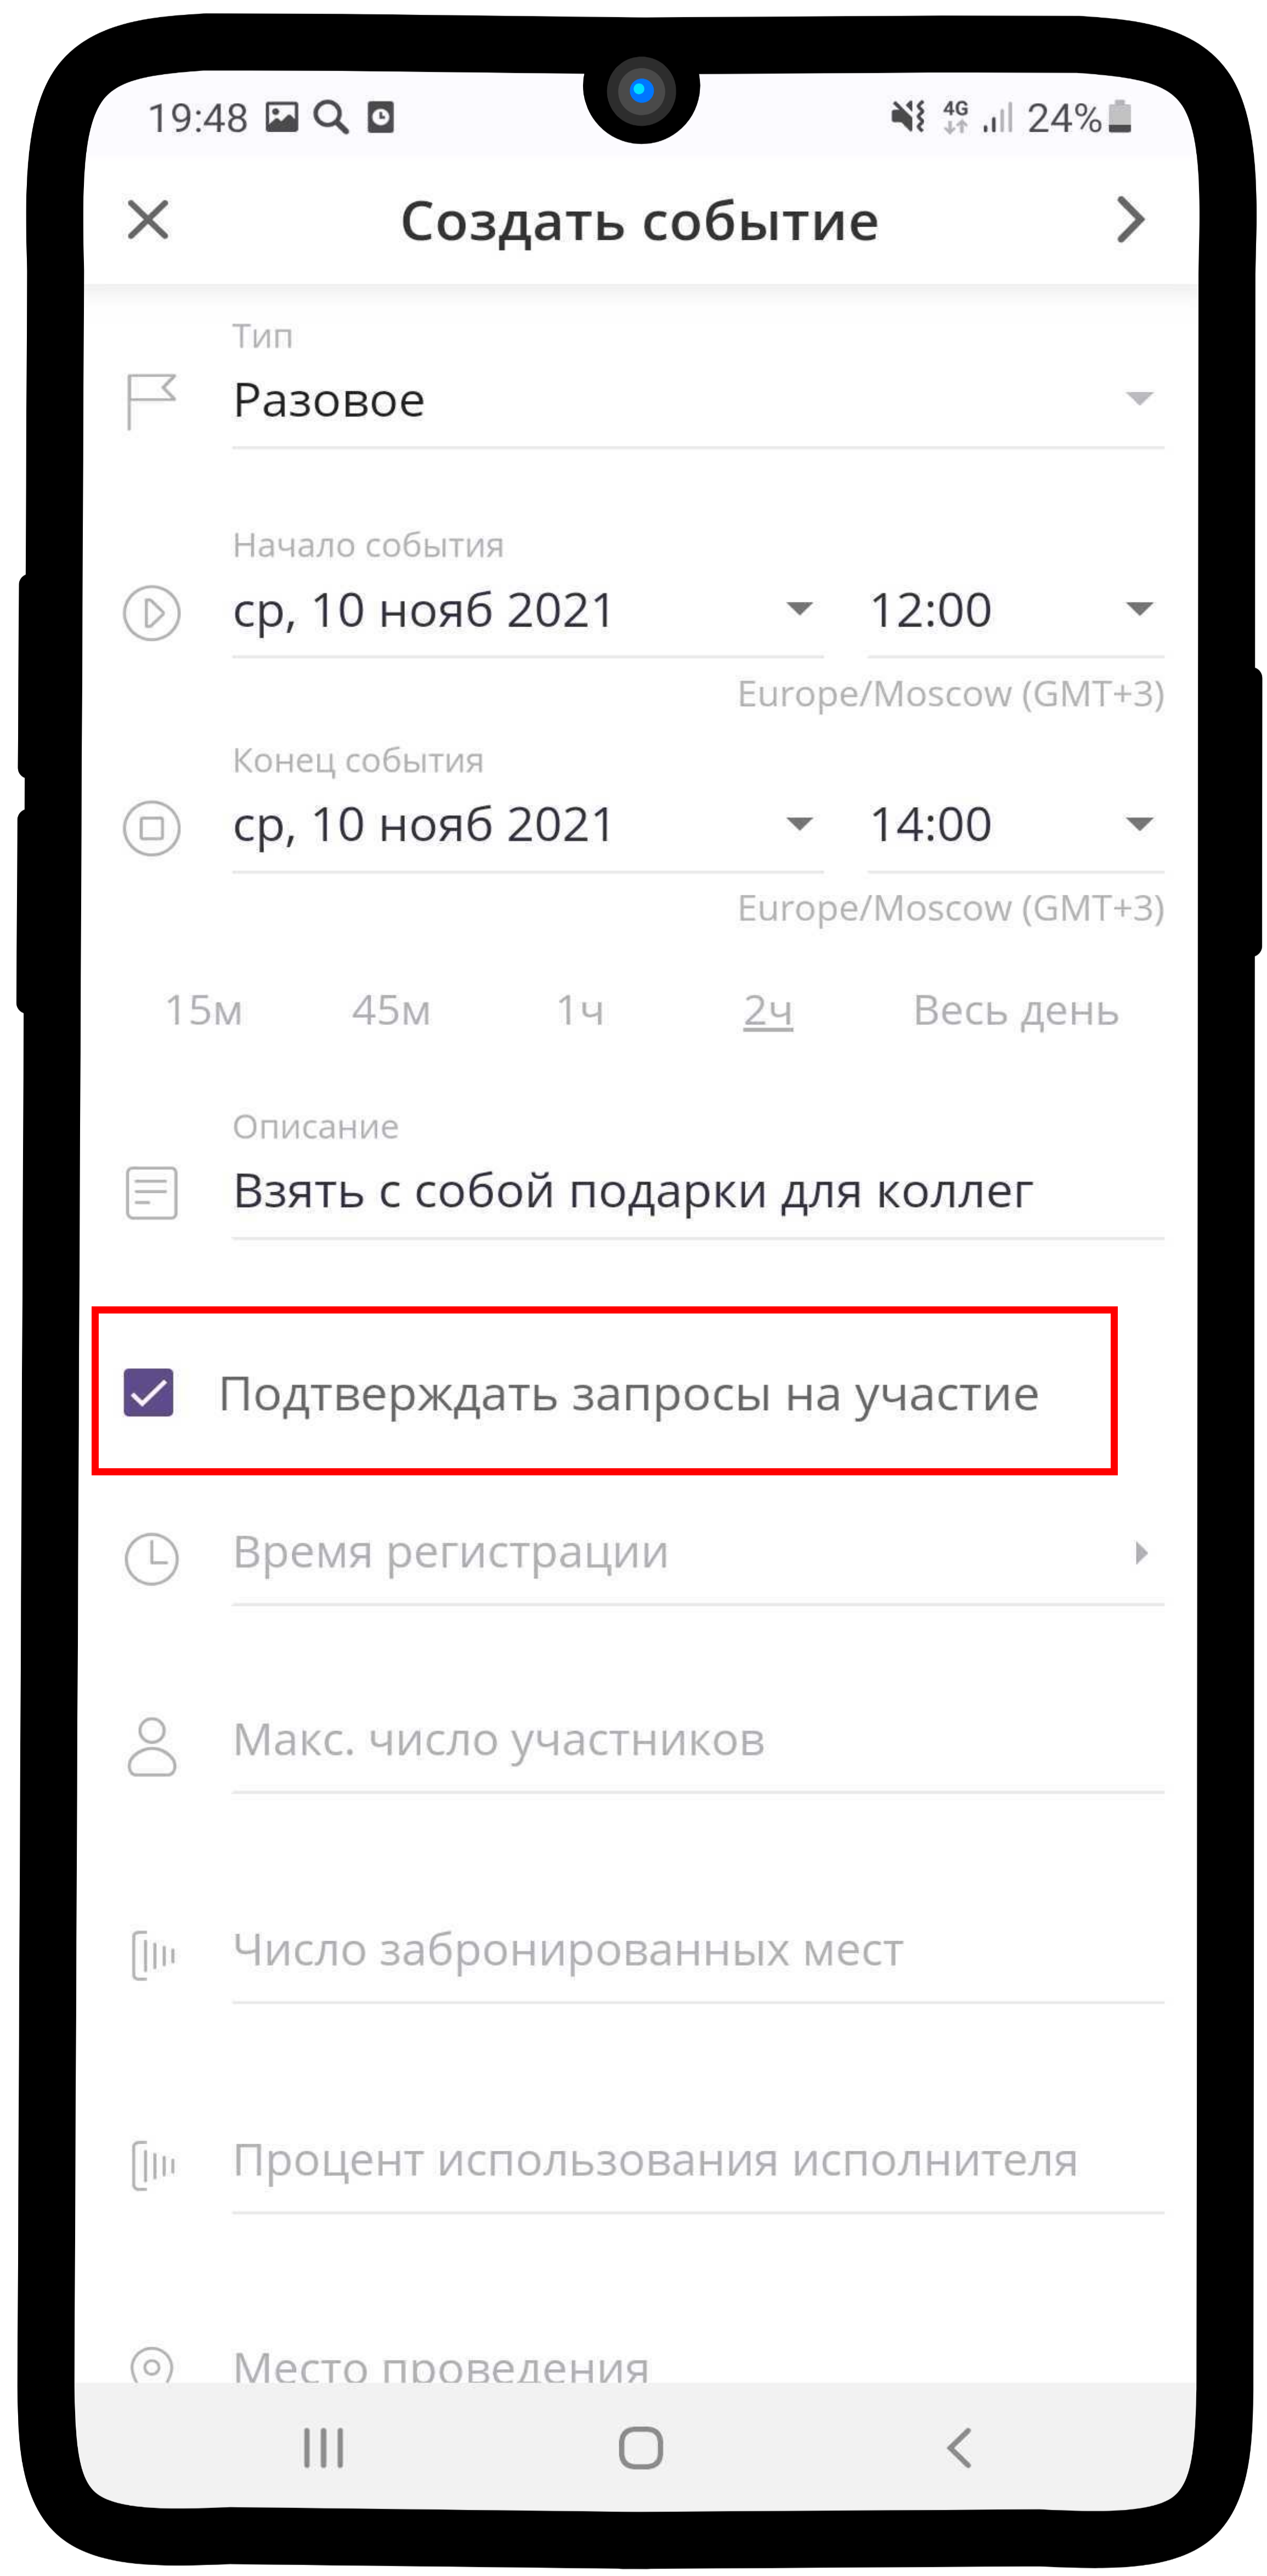 19:48
4G
24%
Создать событие
Тип
Разовое
Начало события
ср, 10 нояб 2021 12:00
Europe/Moscow (GMT+3)
Конец события
ср, 10 нояб 2021 14:00
Europe/Moscow (GMT+3)
15м 45м 1ч 2ч Весь день
Описание
Взять с собой подарки для коллег
Подтверждать запросы на участие
Время регистрации
Макс. число участников
Число забронированных мест
Процент использования исполнителя
Место проведения